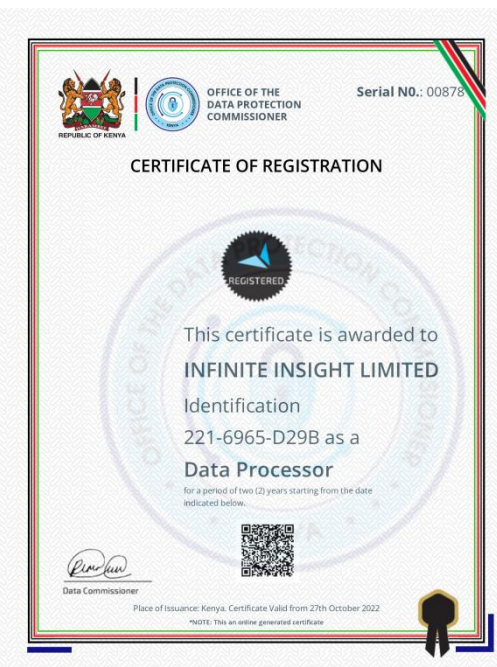 REPUBLIC OF KENYA
OFFICE OF THE
DATA PROTECTION
COMMISSIONER
Serial N0.: 00878
CERTIFICATE OF REGISTRATION
REGISTERED
This certificate is awarded to
INFINITE INSIGHT LIMITED
Identification
221-6965-D29B as a
Data Processor
for a period of two (2) years starting from the date
indicated below.
Data Commissioner
Place of Issuance: Kenya. Certificate Valid from 27th October 2022
*NOTE: This an online generated certificate